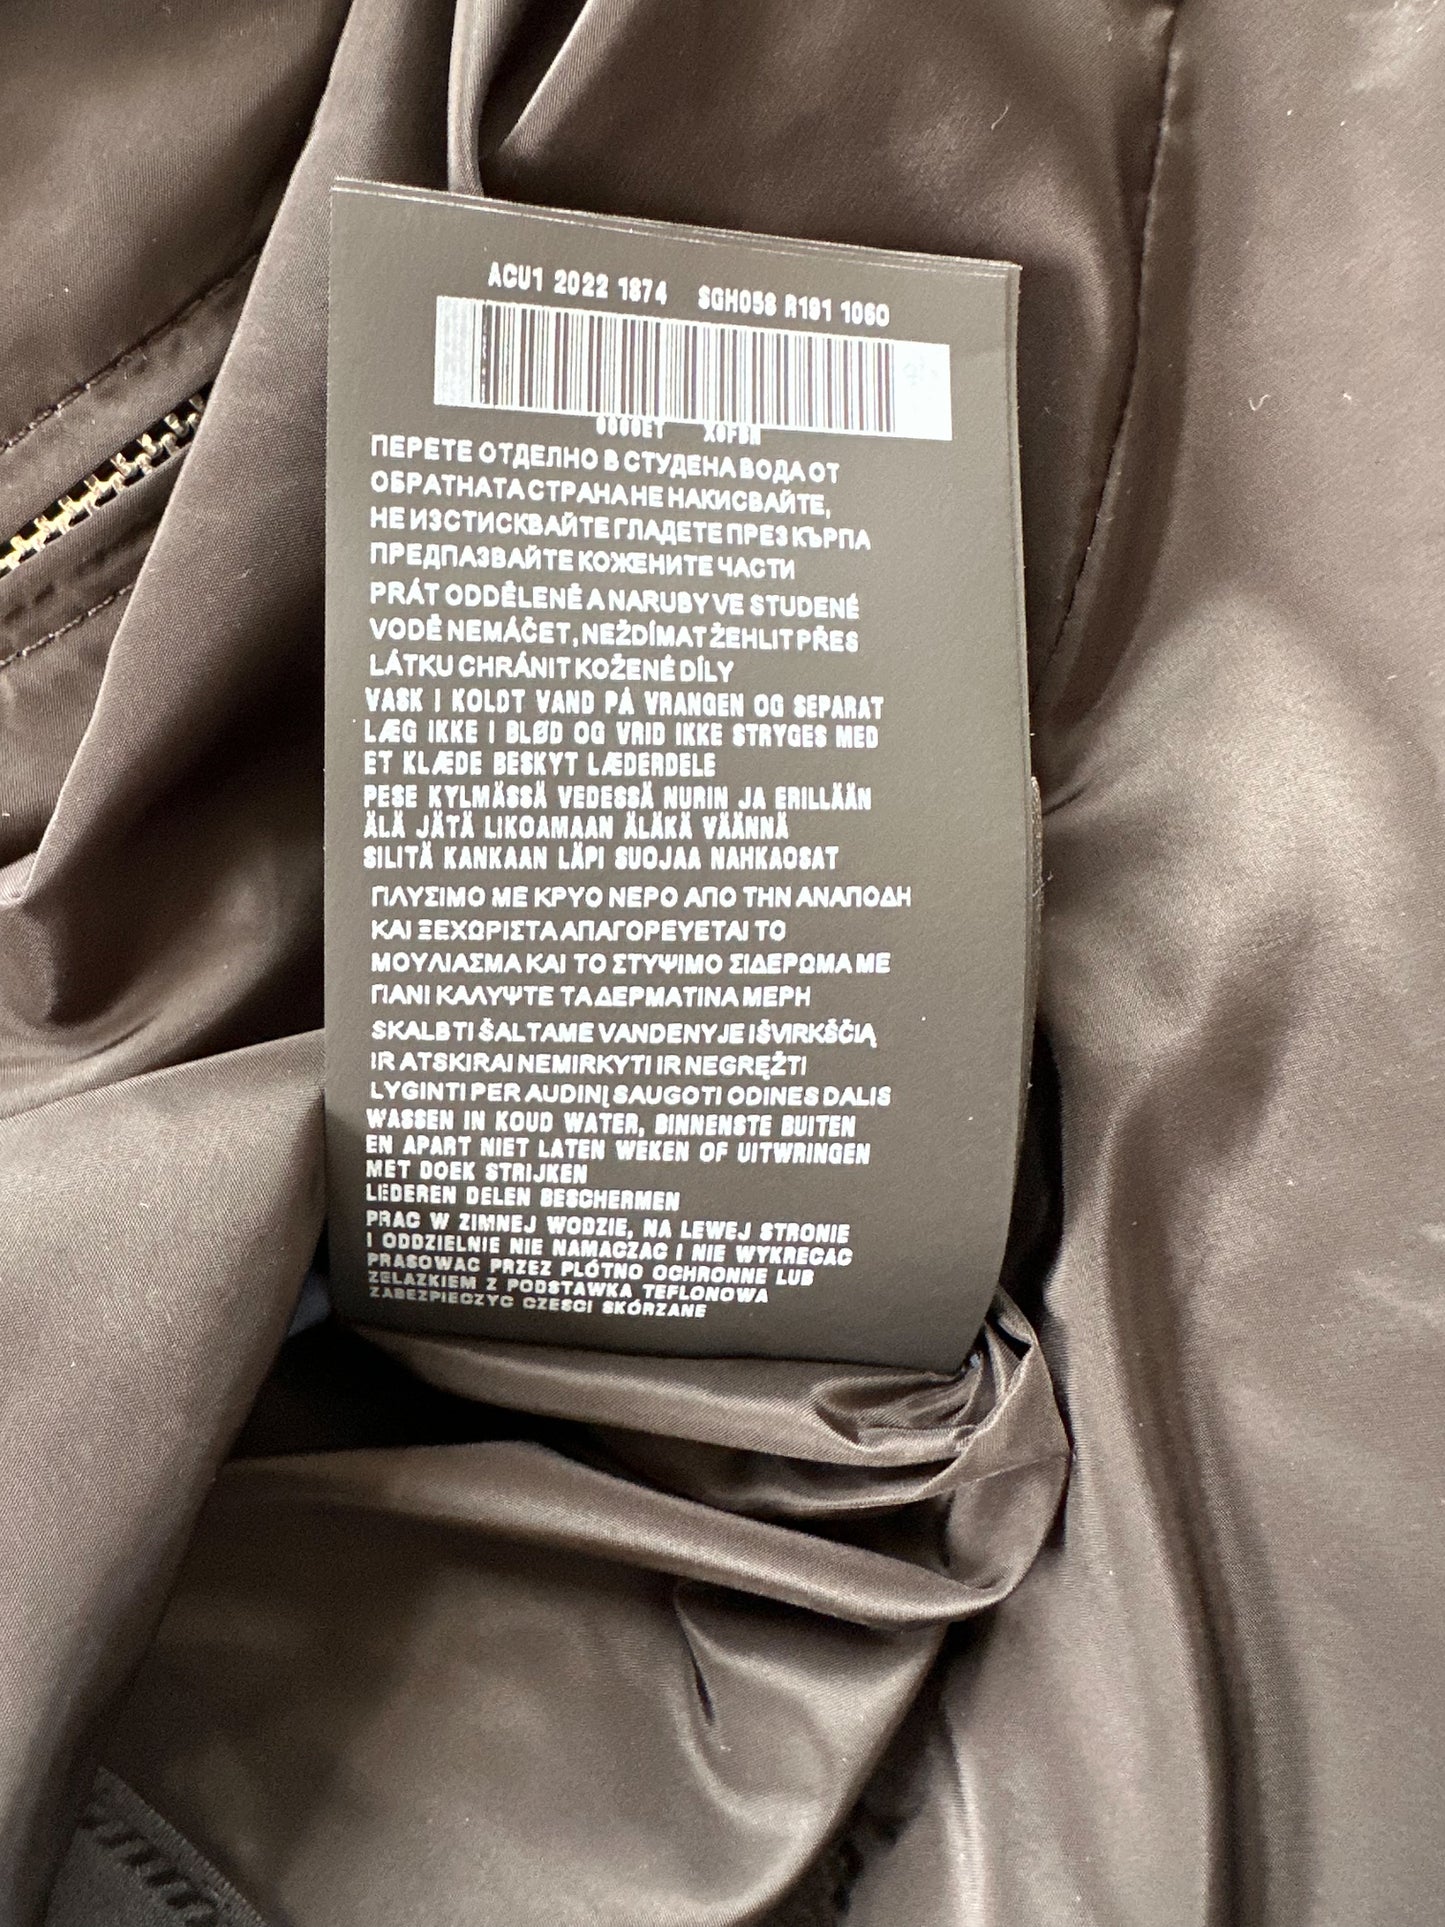 ACU1 2022 1874 SGH058 R191 1060
ПЕРЕТЕ ОТДЕЛНО В СТУДЕНА ВОДА ОТ
ОБРАТНАТА СТРАНА НЕ НАКИСВАЙТЕ,
НЕ ИЗСТИСКВАЙТЕ ГЛАДЕТЕ ПРЕЗ КЪРПА
ПРЕДПАЗВАЙТЕ КОЖЕНИТЕ ЧАСТИ
PRÁT ODDĚLENĚ A NARUBY VE STUDENÉ
VODĚ NEMÁČET, NEŽDÍMAT ŽEHLIT PŘES
LÁTKU CHRÁNIT KOŽENÉ DÍLY
VASK I KOLDT VAND PÅ VRANGEN OG SEPARAT
LÆG IKKE I BLØD OG VRID IKKE STRYGES MED
ET KLÆDE BESKYT LÆDERDELE
PESE KYLMÄSSÄ VEDESSÄ NURIN JA ERILLÄÄN
ÄLÄ JÄTÄ LIKOAMAAN ÄLÄKÄ VÄÄNNÄ
SILITÄ KANKAAN LÄPI SUOJAA NAHKAOSAT
ΠΛΥΣΙΜΟ ΜΕ ΚΡΥΟ ΝΕΡΟ ΑΠΟ ΤΗΝ ΑΝΑΠΟΔΗ
ΚΑΙ ΞΕΧΩΡΙΣΤΑ ΑΠΑΓΟΡΕΥΕΤΑΙ ΤΟ
ΜΟΥΛΙΑΣΜΑ ΚΑΙ ΤΟ ΣΤΥΨΙΜΟ ΣΙΔΕΡΩΜΑ ΜΕ
ΠΑΝΙ ΚΑΛΥΨΤΕ ΤΑ ΔΕΡΜΑΤΙΝΑ ΜΕΡΗ
SKALBTI ŠALTAME VANDENYJE IŠVIRKŠČIĄ
IR ATSKIRAI NEMIRKYTI IR NEGRĘŽTI
LYGINTI PER AUDINĮ SAUGOTI ODINES DALIS
WASSEN IN KOUD WATER, BINNENSTE BUITEN
EN APART NIET LATEN WEKEN OF UITWRINGEN
MET DOEK STRIJKEN
LEDEREN DELEN BESCHERMEN
PRAC W ZIMNEJ WODZIE, NA LEWEJ STRONIE
I ODDZIELNIE NIE NAMACZAC I NIE WYKRECAC
PRASOWAC PRZEZ PLÓTNO OCHRONNE LUB
ZELAZKIEM Z PODSTAWKA TEFLONOWA
ZABEZPIECZYC CZESCI SKÓRZANE